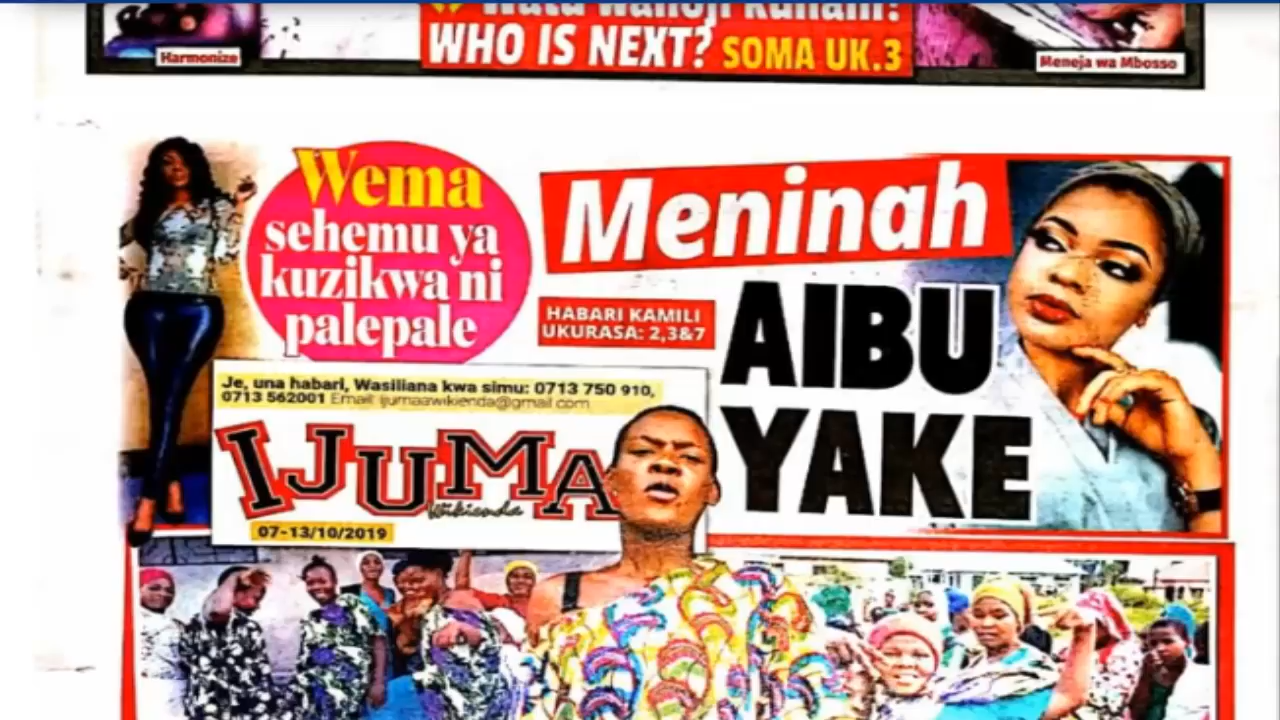 WHO IS NEXT? SOMA UK.3
Harmonize
Meneja wa Mbosso
Wema
sehemu ya
kuzikwa ni
palepale
Meninah
HABARI KAMILI
UKURASA: 2,3&7
AIBU
YAKE
Je, una habari, Wasiliana kwa simu: 0713 750 910,
0713 562001 Email: ijumaawikienda@gmail.com
IJUMA
Wikienda
07-13/10/2019